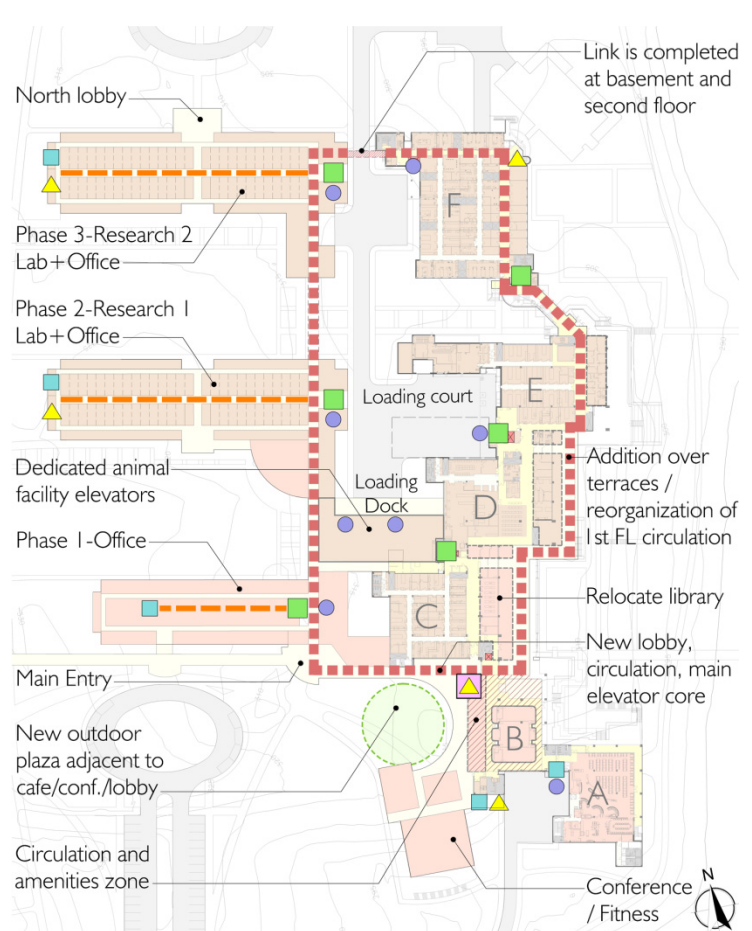 Link is completed
at basement and
second floor
North lobby
F
Phase 3-Research 2
Lab+Office
Phase 2-Research 1
Lab+Office
E
Loading court
Dedicated animal
facility elevators
Loading
Dock
D
Addition over
terraces /
reorganization of
1st FL circulation
Phase 1-Office
C
Relocate library
Main Entry
New lobby,
circulation, main
elevator core
New outdoor
plaza adjacent to
cafe/conf./lobby
B
A
Circulation and
amenities zone
Conference
/ Fitness
N